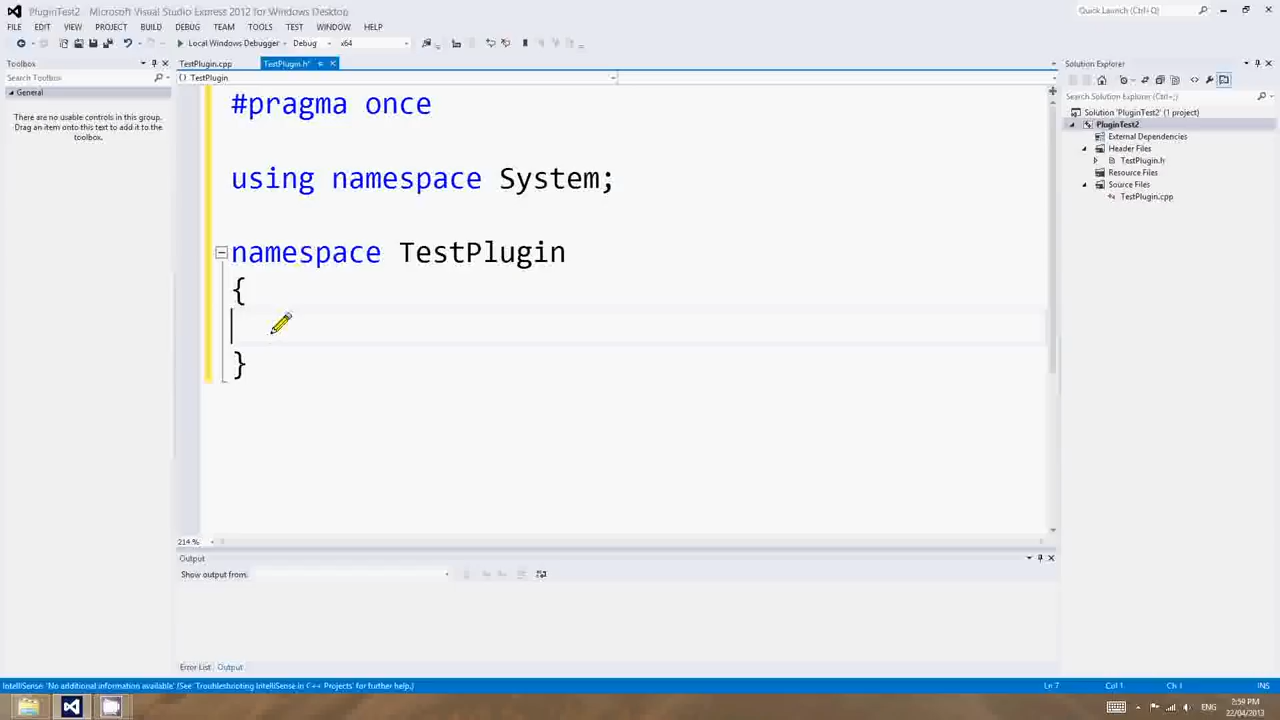 PluginTest2 - Microsoft Visual Studio Express 2012 for Windows Desktop
Quick Launch (Ctrl+Q)
FILE EDIT VIEW PROJECT BUILD DEBUG TEAM TOOLS TEST WINDOW HELP
Local Windows Debugger Debug x64
Toolbox
Search Toolbox
General
There are no usable controls in this group.
Drag an item onto this text to add it to the
toolbox.
TestPlugin.cpp TestPlugin.h*
{} TestPlugin
#pragma once
using namespace System;
namespace TestPlugin
{
}
214 %
Output
Show output from:
Error List Output
Solution Explorer
Search Solution Explorer (Ctrl+;)
Solution 'PluginTest2' (1 project)
PluginTest2
External Dependencies
Header Files
TestPlugin.h
Resource Files
Source Files
TestPlugin.cpp
IntelliSense: 'No additional information available' (See 'Troubleshooting IntelliSense in C++ Projects' for further help.)
Ln 7 Col 1 Ch 1 INS
ENG
2:59 PM
22/04/2013